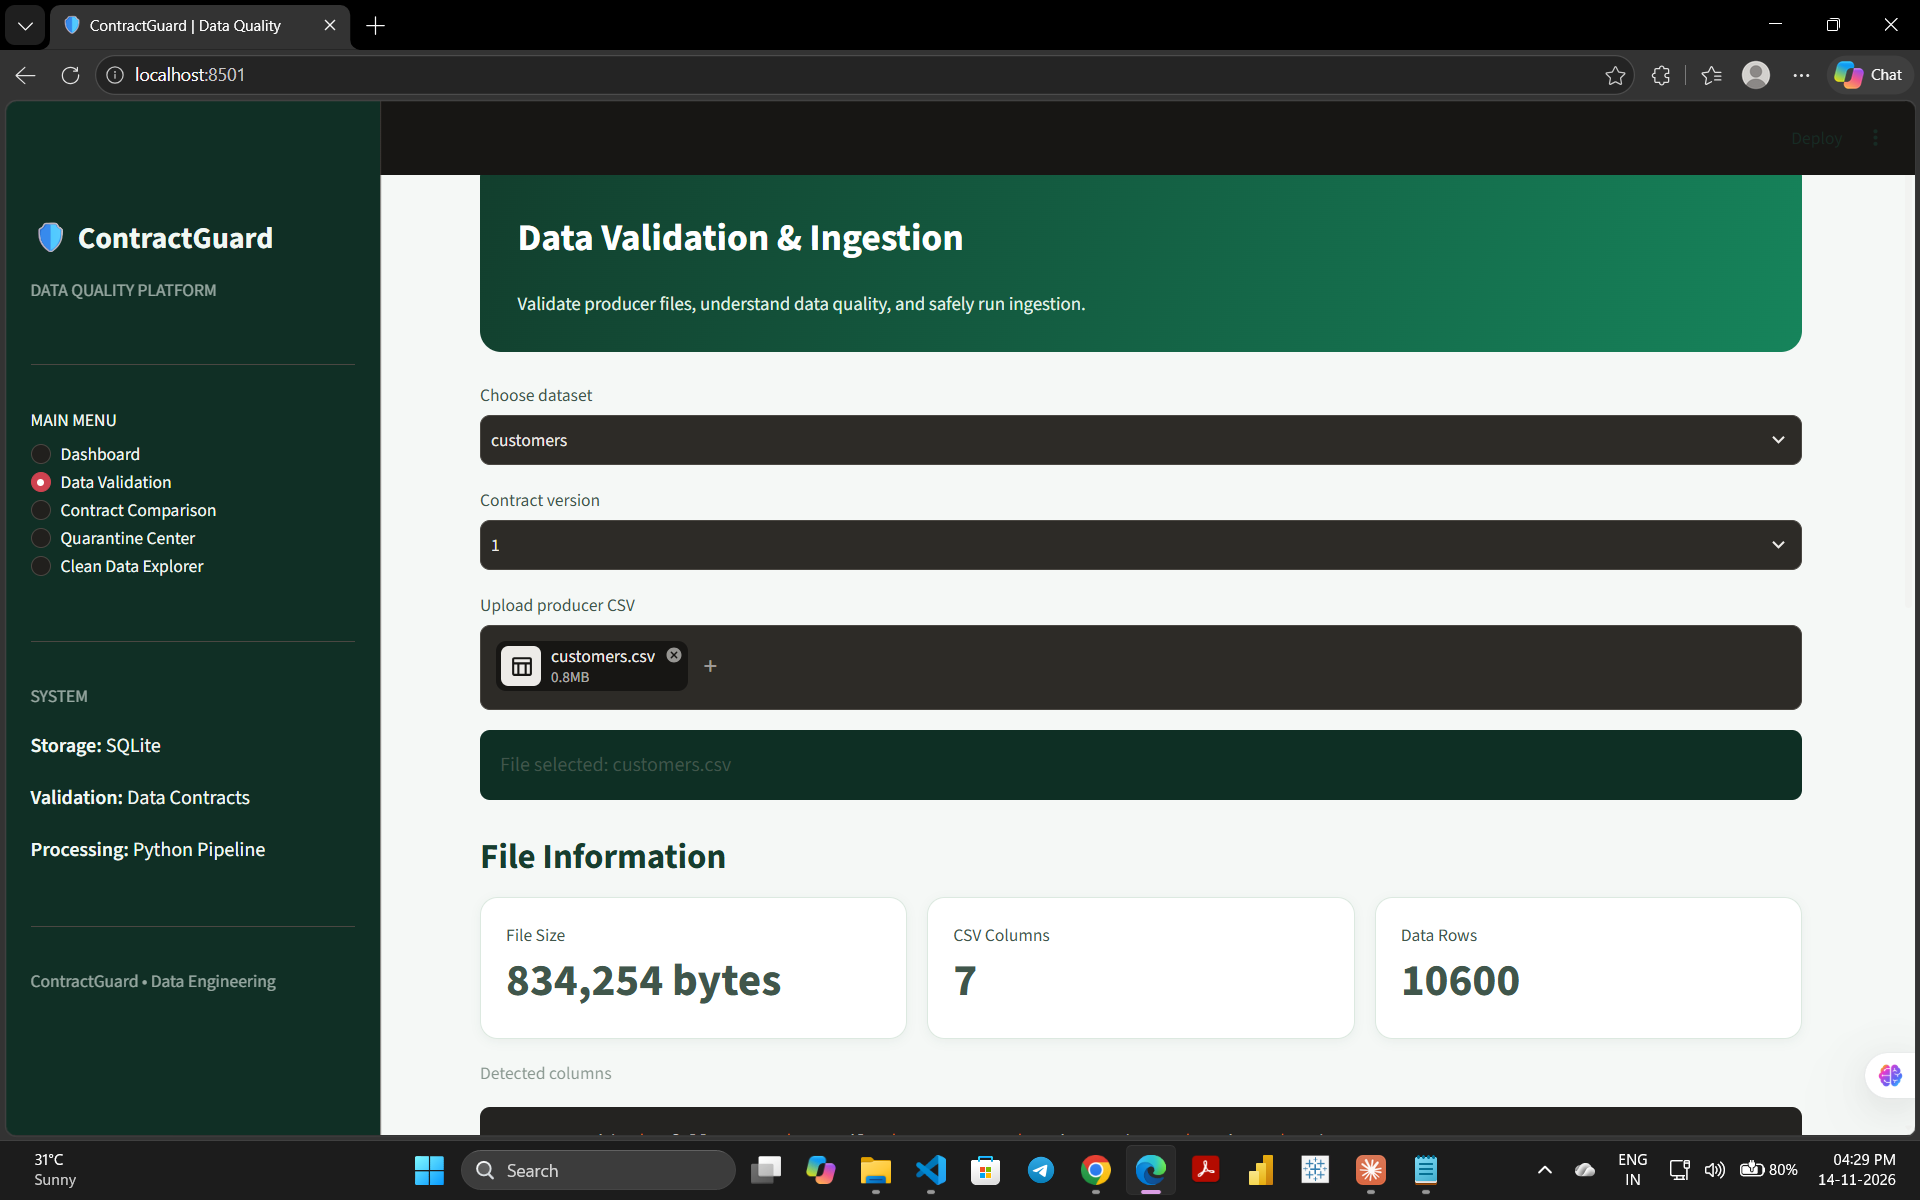 ContractGuard | Data Quality
localhost:8501
Chat
Deploy
ContractGuard
DATA QUALITY PLATFORM
MAIN MENU
Dashboard
Data Validation
Contract Comparison
Quarantine Center
Clean Data Explorer
SYSTEM
Storage: SQLite
Validation: Data Contracts
Processing: Python Pipeline
ContractGuard • Data Engineering
Data Validation & Ingestion
Validate producer files, understand data quality, and safely run ingestion.
Choose dataset
customers
Contract version
1
Upload producer CSV
customers.csv
0.8MB
File selected: customers.csv
File Information
File Size
834,254 bytes
CSV Columns
7
Data Rows
10600
Detected columns
31°C
Sunny
Search
ENG
IN
80%
04:29 PM
14-11-2026